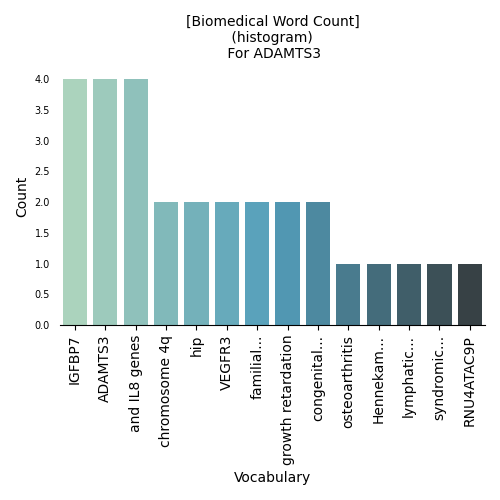 [Biomedical Word Count]
(histogram)
For ADAMTS3
4.0
3.5
3.0
2.5
2.0
1.5
1.0
0.5
0.0
Count
IGFBP7
ADAMTS3
and IL8 genes
chromosome 4q
hip
VEGFR3
familial...
growth retardation
congenital...
osteoarthritis
Hennekam...
lymphatic...
syndromic...
RNU4ATAC9P
Vocabulary